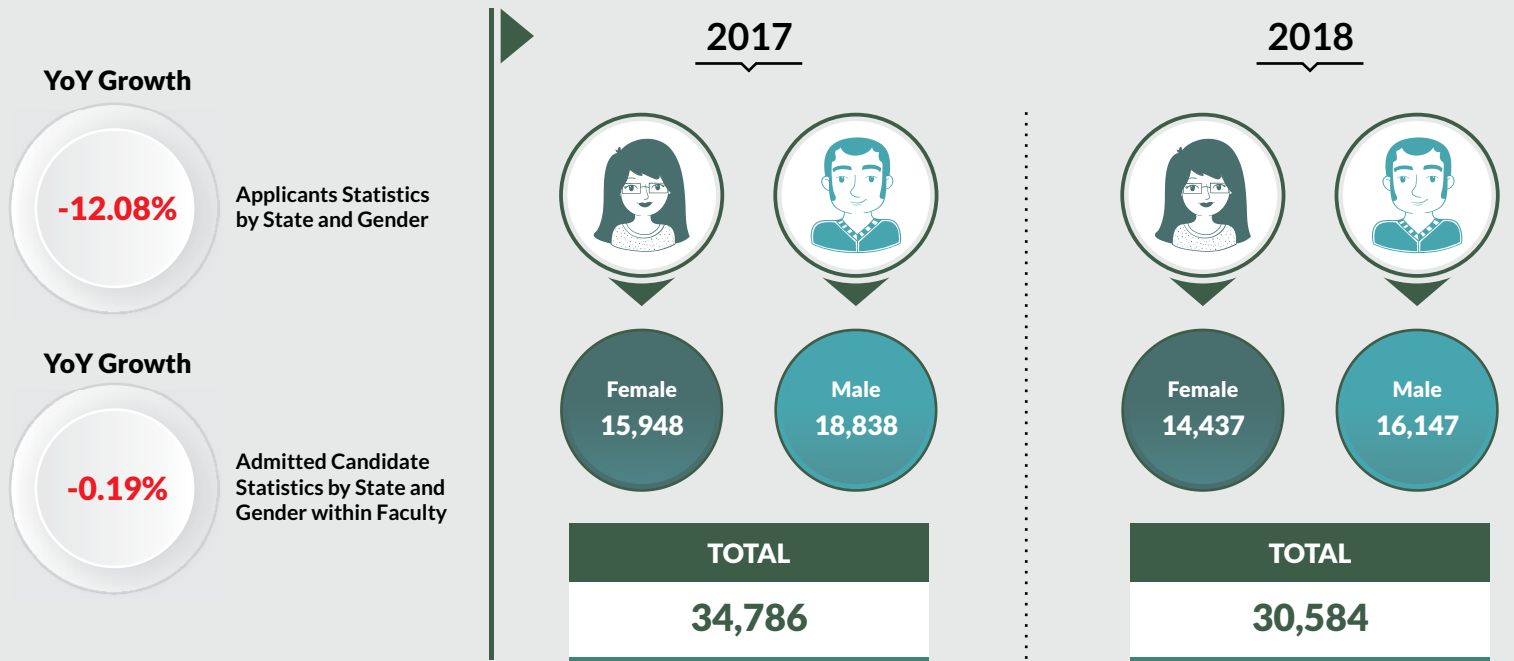 YoY Growth
-12.08%
Applicants Statistics
by State and Gender
YoY Growth
-0.19%
Admitted Candidate
Statistics by State and
Gender within Faculty
2017
Female
15,948
Male
18,838
TOTAL
34,786
2018
Female
14,437
Male
16,147
TOTAL
30,584